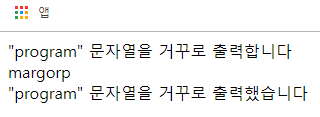 앱
"program" 문자열을 거꾸로 출력합니다
margorp
"program" 문자열을 거꾸로 출력했습니다